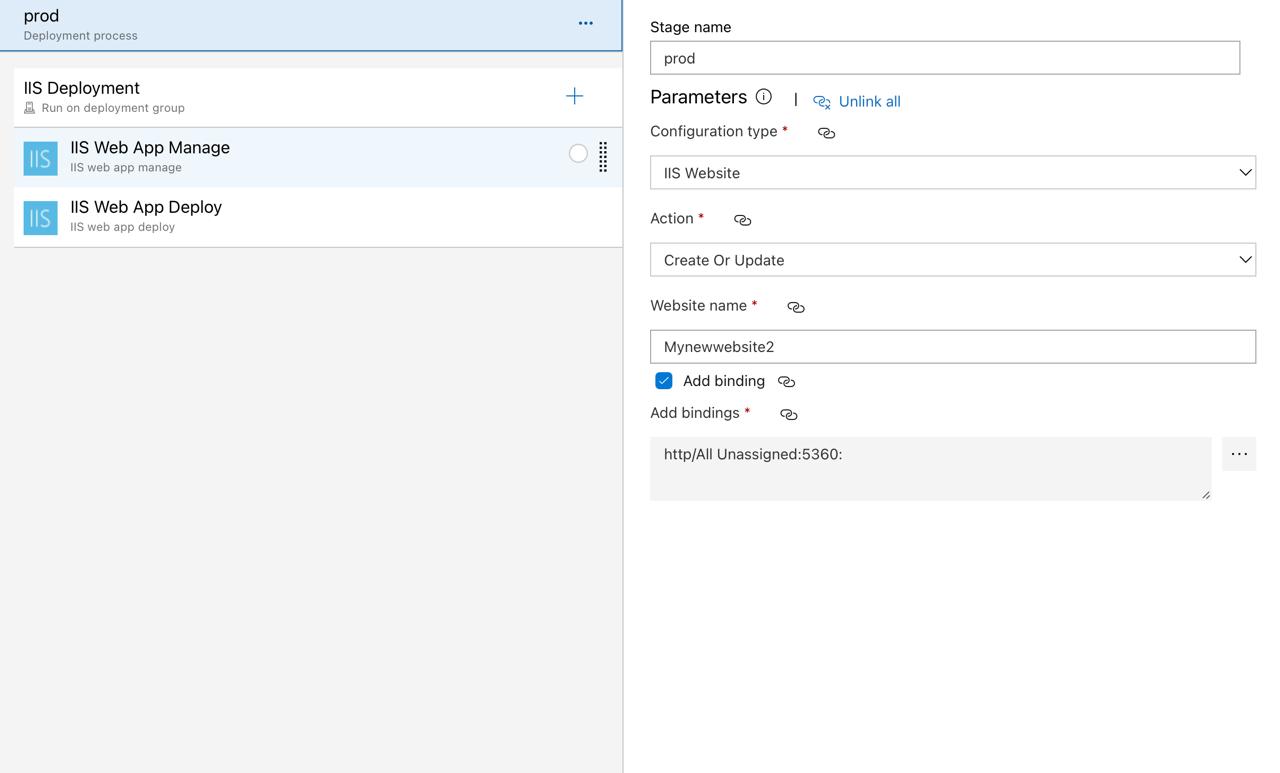 prod
...
Deployment process
IIS Deployment
Run on deployment group
IIS
IIS Web App Manage
IIS web app manage
IIS
IIS Web App Deploy
IIS web app deploy
Stage name
prod
Parameters | Unlink all
Configuration type *
IIS Website
Action *
Create Or Update
Website name *
Mynewwebsite2
Add binding
Add bindings *
http/All Unassigned:5360:
...